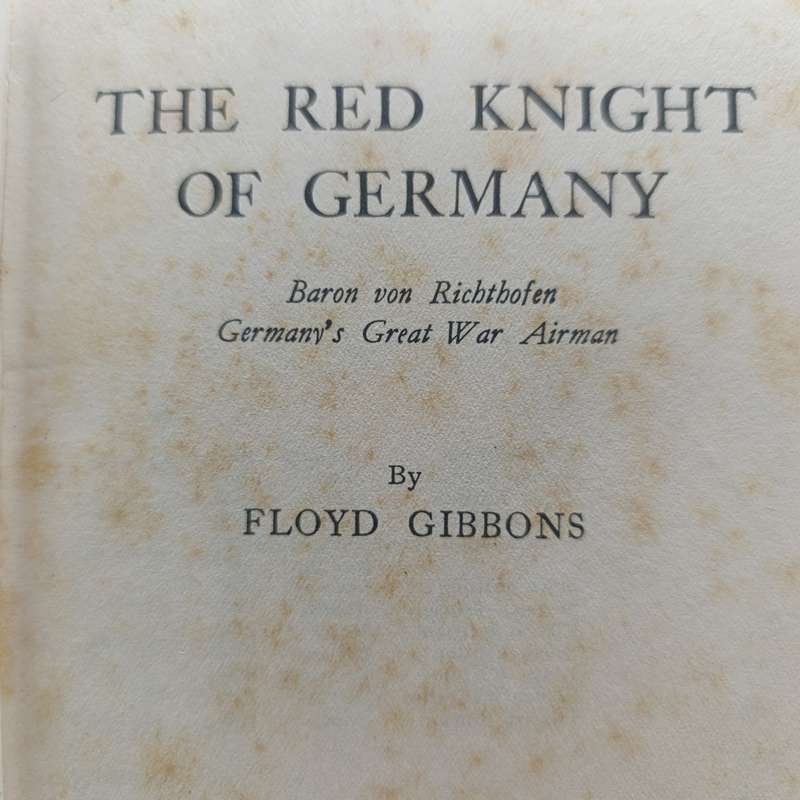 THE RED KNIGHT
OF GERMANY
Baron von Richthofen
Germany's Great War Airman
By
FLOYD GIBBONS